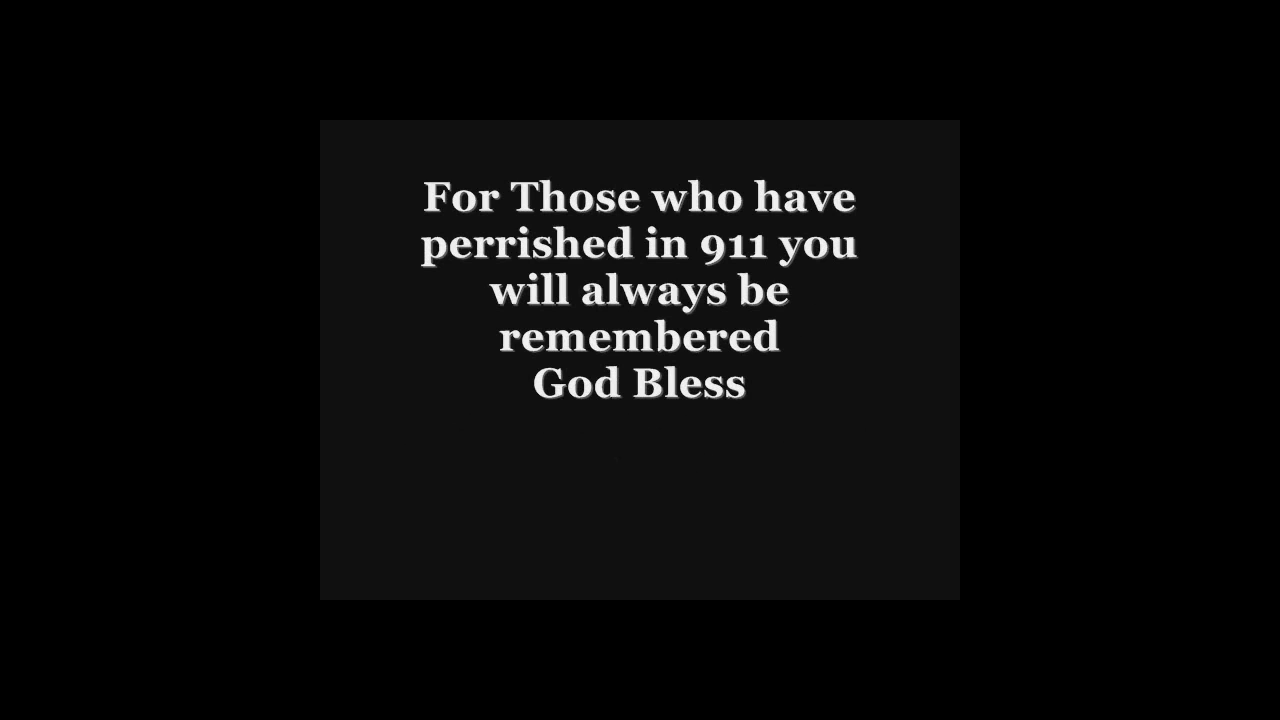 For Those who have
perrished in 911 you
will always be
remembered
God Bless